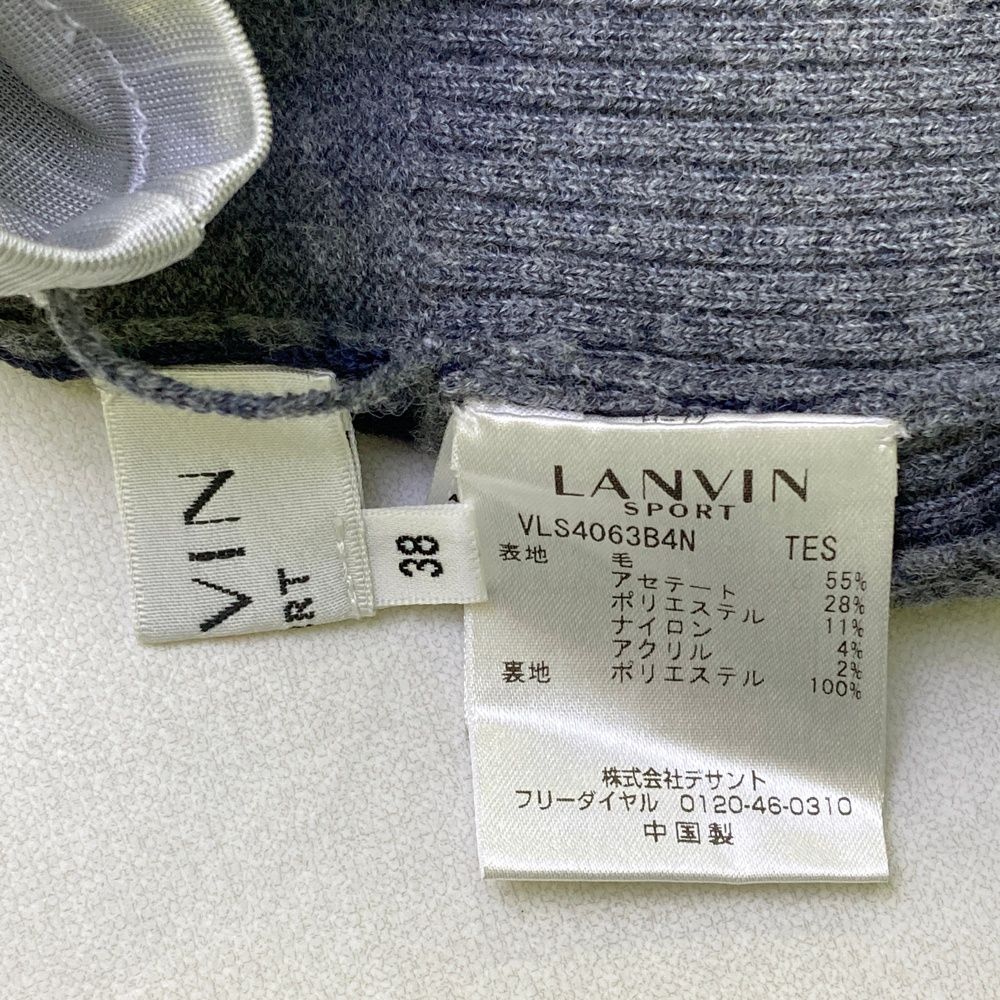 VIN
ORT
38
LANVIN
SPORT
VLS4063B4N TES
表地 毛 55%
アセテート 28%
ポリエステル 11%
ナイロン 4%
アクリル 2%
裏地 ポリエステル 100%
株式会社デサント
フリーダイヤル 0120-46-0310
中国製